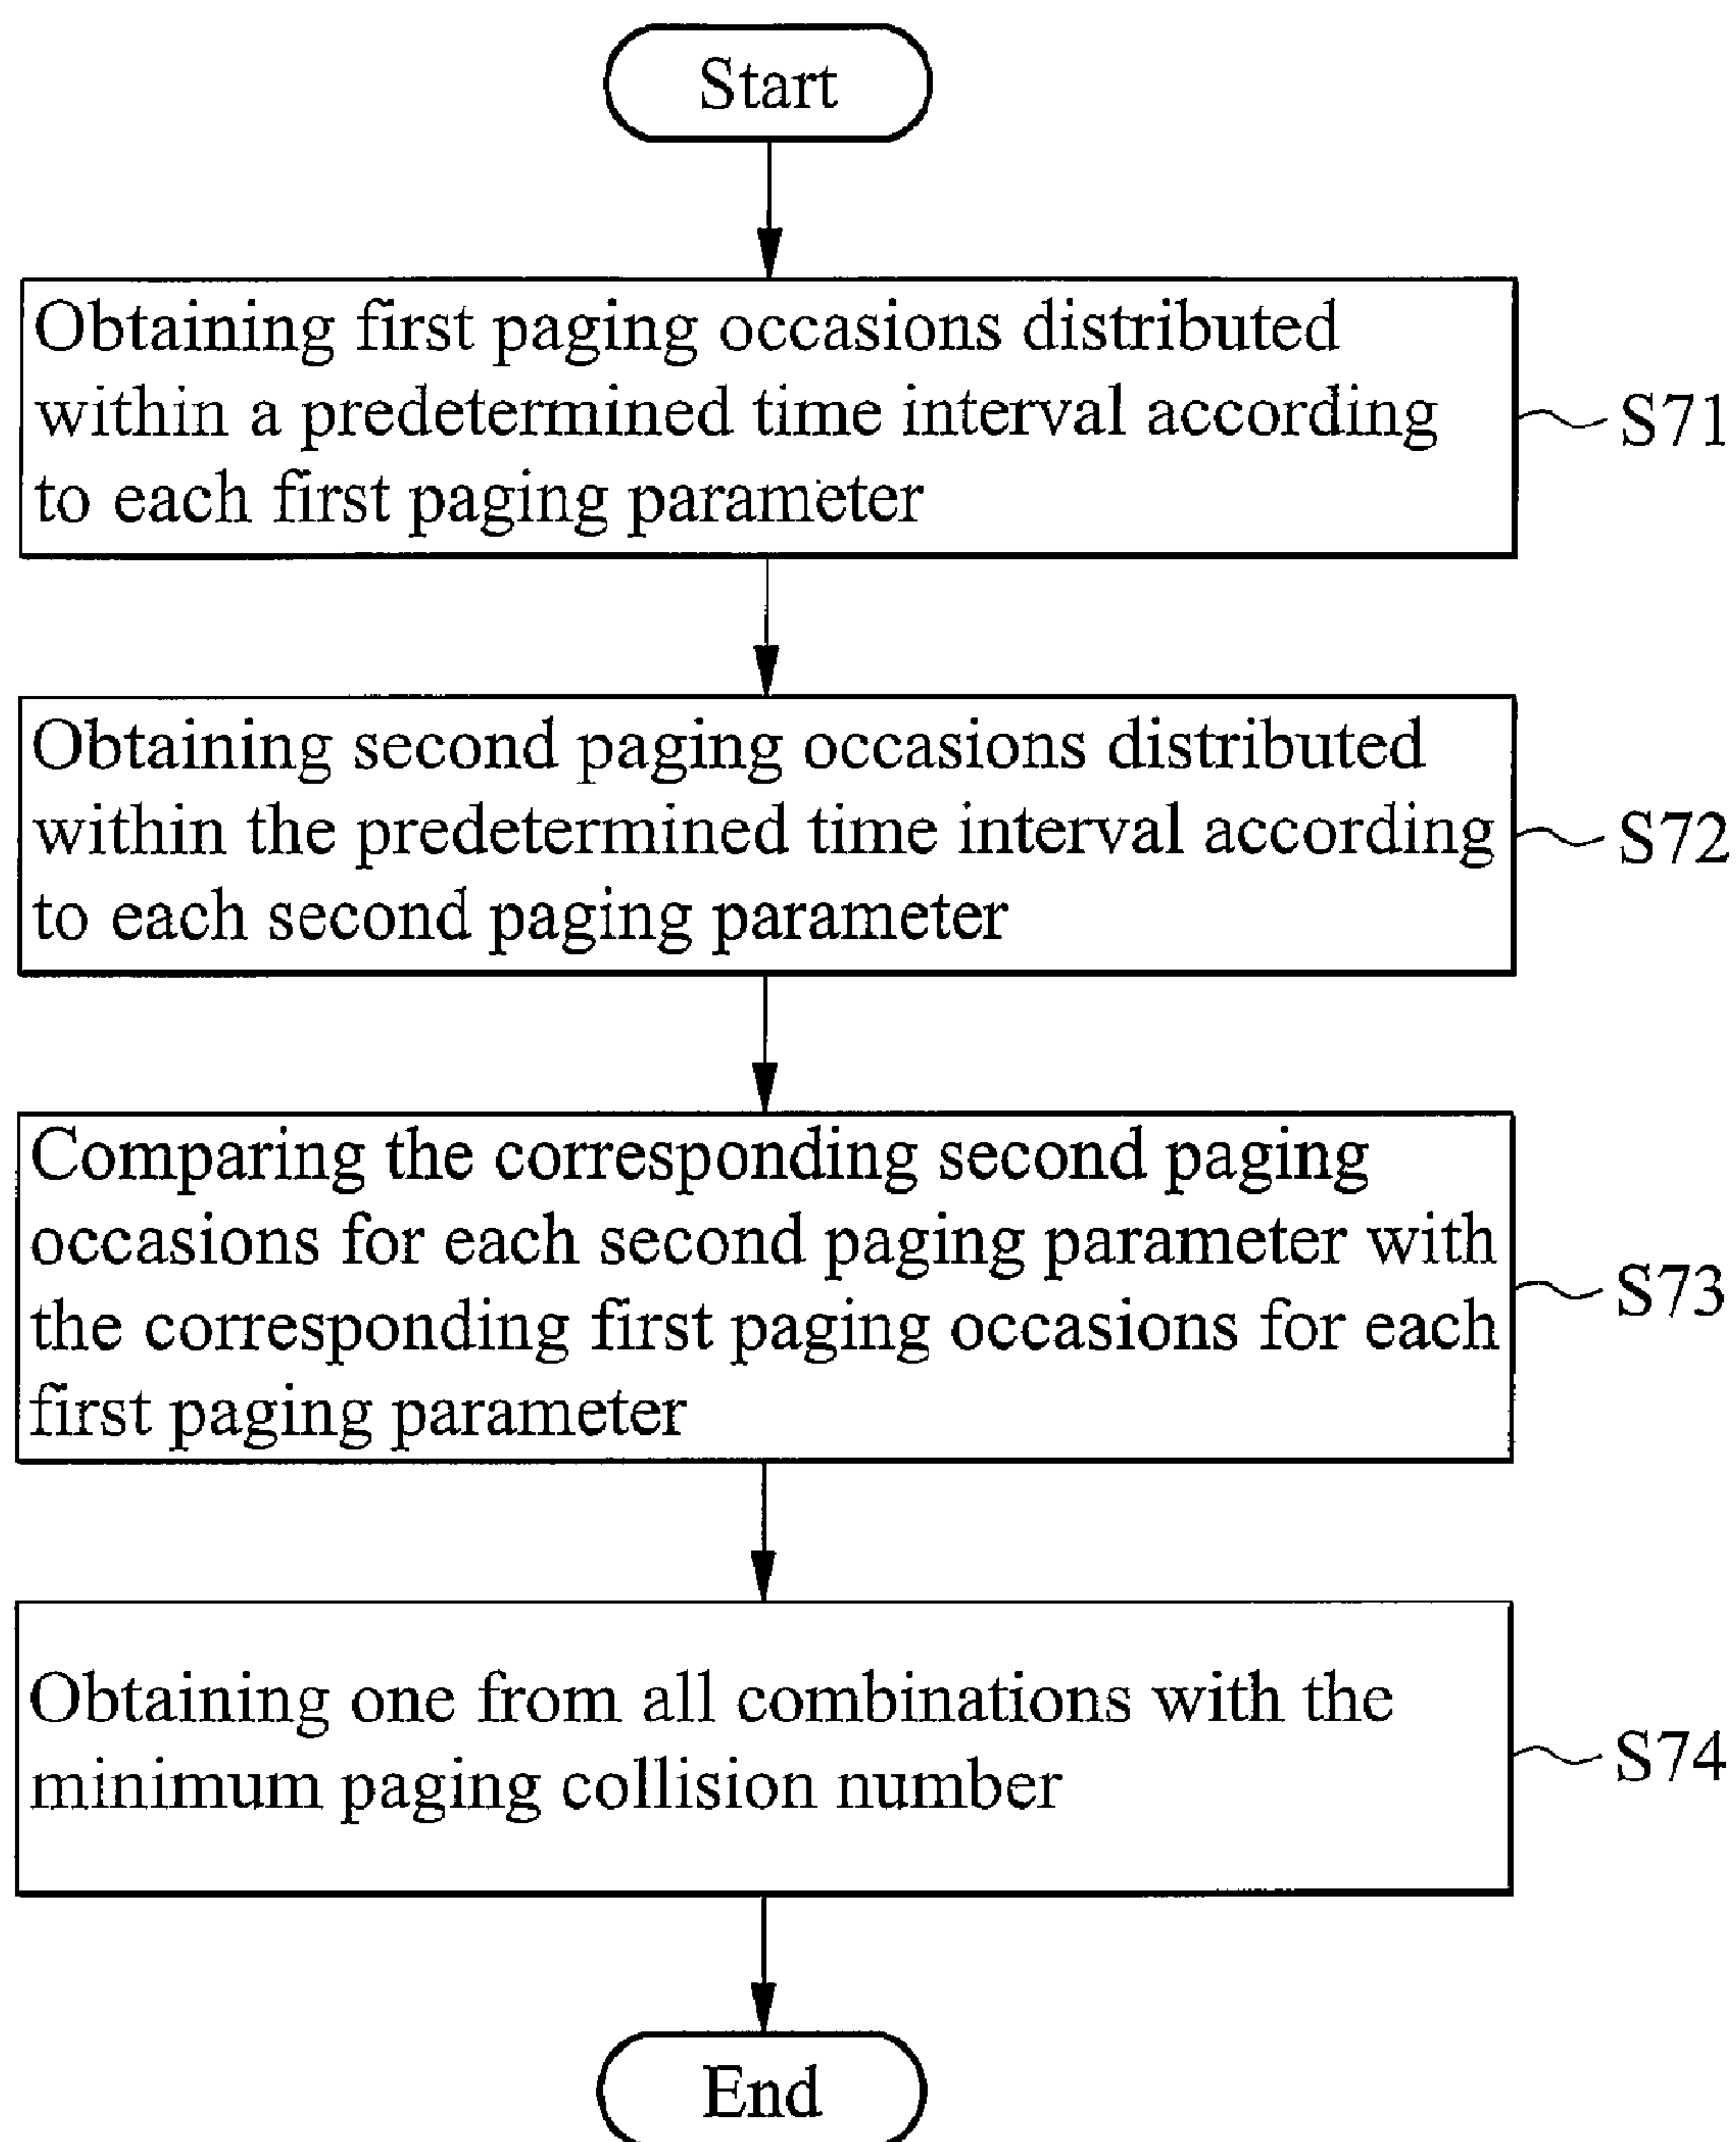 Start
Obtaining first paging occasions distributed
within a predetermined time interval according
to each first paging parameter
S71
Obtaining second paging occasions distributed
within the predetermined time interval according
to each second paging parameter
S72
Comparing the corresponding second paging
occasions for each second paging parameter with
the corresponding first paging occasions for each
first paging parameter
S73
Obtaining one from all combinations with the
minimum paging collision number
S74
End